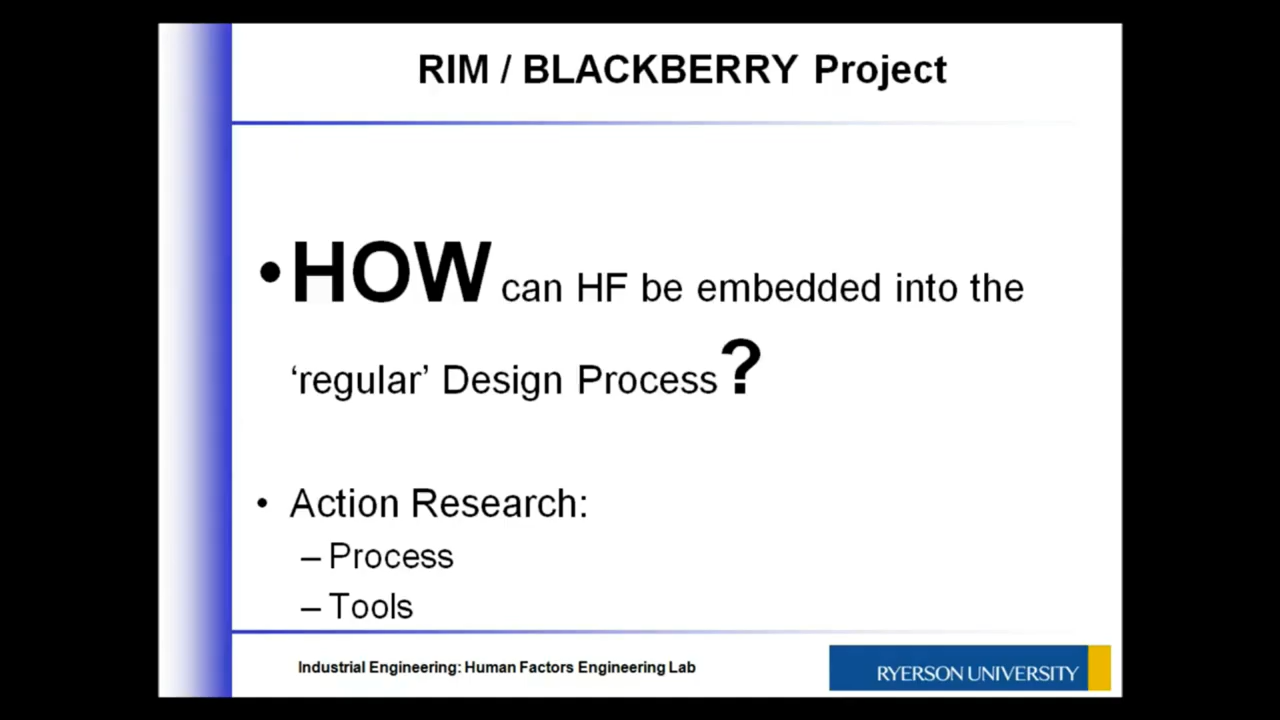 RIM / BLACKBERRY Project
•HOW can HF be embedded into the
‘regular’ Design Process?
• Action Research:
– Process
– Tools
Industrial Engineering: Human Factors Engineering Lab
RYERSON UNIVERSITY